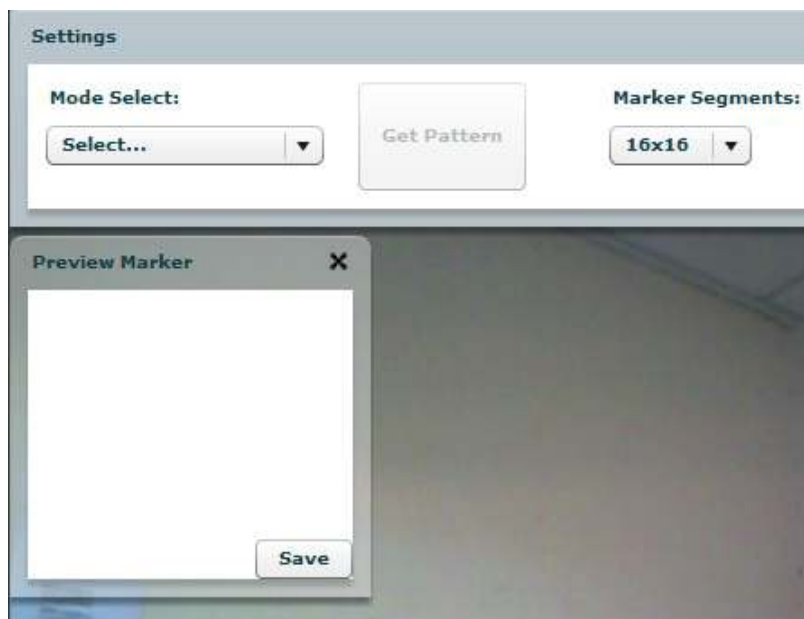 Settings
Mode Select:
Select...
Get Pattern
Marker Segments:
16x16
Preview Marker
Save